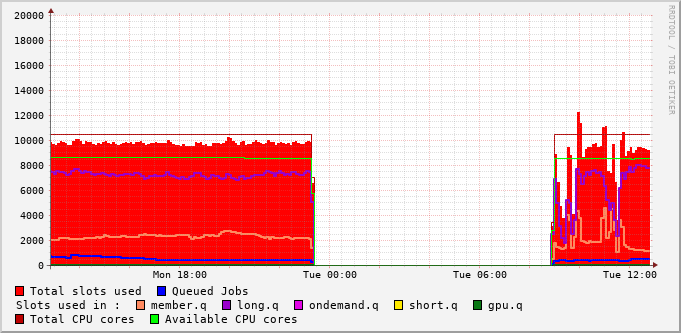 RRDTOOL / TOBI OETIKER
20000
18000
16000
14000
12000
10000
8000
6000
4000
2000
0
Mon 18:00 Tue 00:00 Tue 06:00 Tue 12:00
Total slots used Queued Jobs
Slots used in : member.q long.q ondemand.q short.q gpu.q
Total CPU cores Available CPU cores